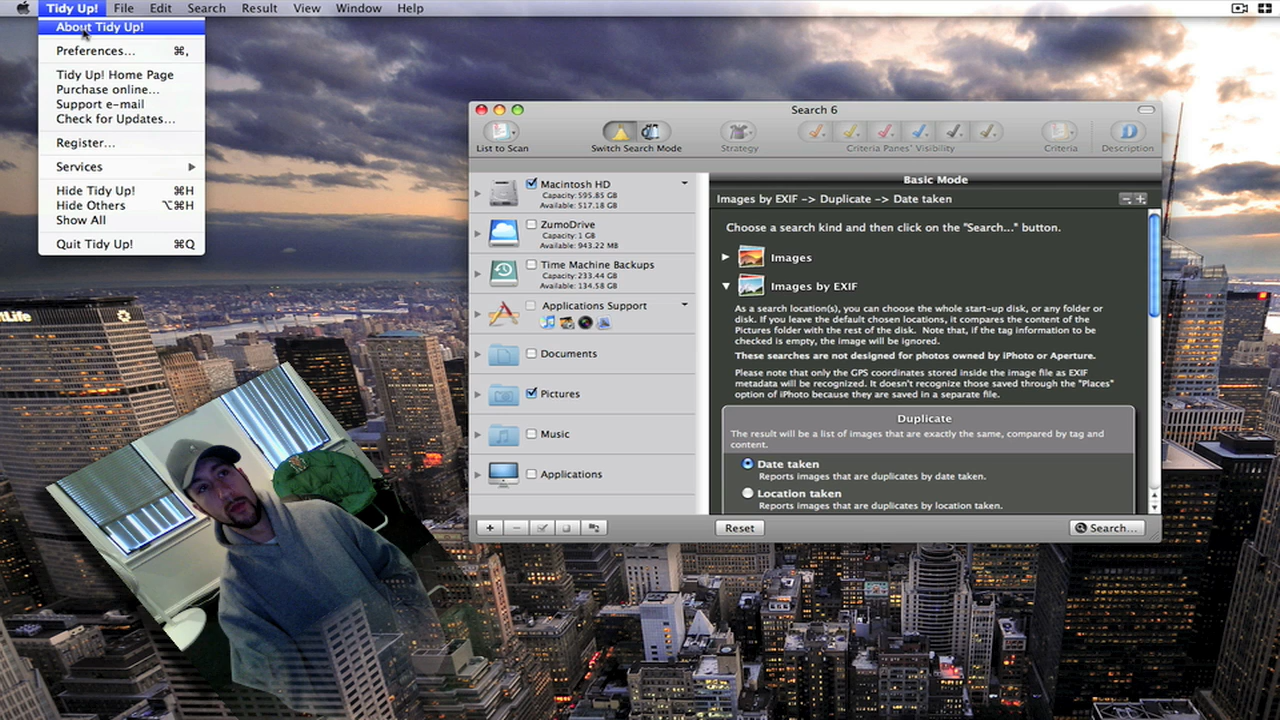 Tidy Up! File Edit Search Result View Window Help
About Tidy Up!
Preferences... ⌘,
Tidy Up! Home Page
Purchase online...
Support e-mail
Check for Updates...
Register...
Services
Hide Tidy Up! ⌘H
Hide Others ⌥⌘H
Show All
Quit Tidy Up! ⌘Q
Search 6
List to Scan
Switch Search Mode
Strategy
Criteria Panes' Visibility
Criteria
Description
Macintosh HD
Capacity: 595.85 GB
Available: 517.18 GB
ZumoDrive
Capacity: 1 GB
Available: 943.22 MB
Time Machine Backups
Capacity: 233.44 GB
Available: 134.58 GB
Applications Support
Documents
Pictures
Music
Applications
Basic Mode
Images by EXIF -> Duplicate -> Date taken
Choose a search kind and then click on the "Search..." button.
Images
Images by EXIF
As a search location(s), you can choose the whole start-up disk, or any folder or
disk. If you leave the default chosen locations, it compares the content of the
Pictures folder with the rest of the disk. Note that, if the tag information to be
checked is empty, the image will be ignored.
These searches are not designed for photos owned by iPhoto or Aperture.
Please note that only the GPS coordinates stored inside the image file as EXIF
metadata will be recognized. It doesn't recognize those saved through the "Places"
option of iPhoto because they are saved in a separate file.
Duplicate
The result will be a list of images that are exactly the same, compared by tag and
content.
Date taken
Reports images that are duplicates by date taken.
Location taken
Reports images that are duplicates by location taken.
Reset
Search...